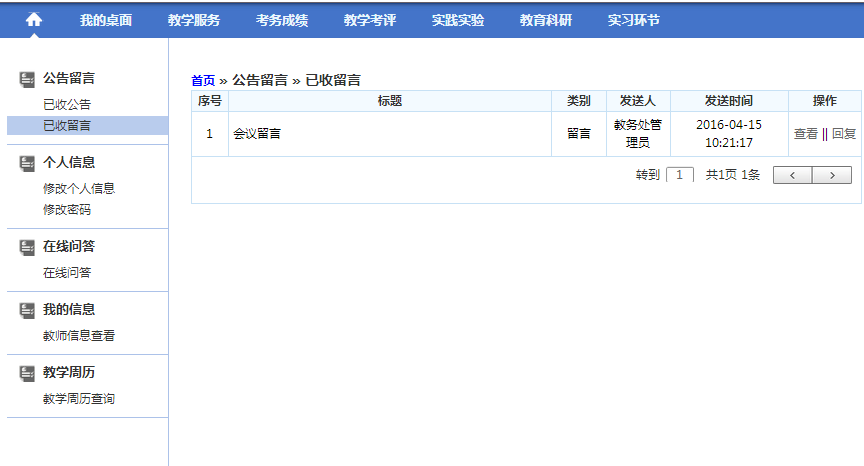 我的桌面 教学服务 考务成绩 教学考评 实践实验 教育科研 实习环节
公告留言
已收公告
已收留言
个人信息
修改个人信息
修改密码
在线问答
在线问答
我的信息
教师信息查看
教学周历
教学周历查询
首页 » 公告留言 » 已收留言
序号 标题 类别 发送人 发送时间 操作
1 会议留言 留言 教务处管 2016-04-15 查看 || 回复
理员 10:21:17
转到 1 共1页 1条 < >